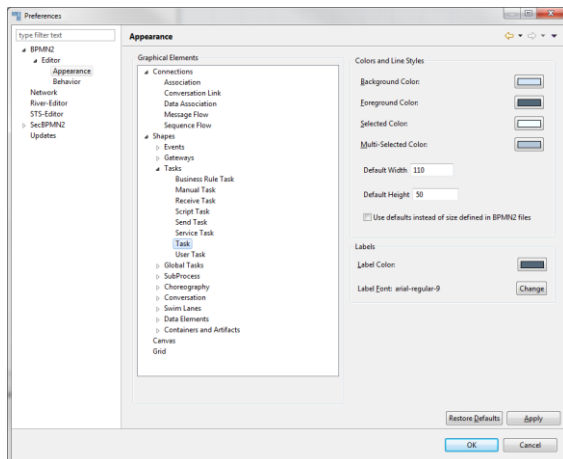 Preferences
type filter text
BPMN2
Editor
Appearance
Behavior
Network
River-Editor
STS-Editor
SecBPMN2
Updates
Appearance
Graphical Elements
Connections
Association
Conversation Link
Data Association
Message Flow
Sequence Flow
Shapes
Events
Gateways
Tasks
Business Rule Task
Manual Task
Receive Task
Script Task
Send Task
Service Task
Task
User Task
Global Tasks
SubProcess
Choreography
Conversation
Swim Lanes
Data Elements
Containers and Artifacts
Canvas
Grid
Colors and Line Styles
Background Color:
Foreground Color:
Selected Color:
Multi-Selected Color:
Default Width 110
Default Height 50
Use defaults instead of size defined in BPMN2 files
Labels
Label Color:
Label Font: arial-regular-9 Change
Restore Defaults Apply
OK Cancel